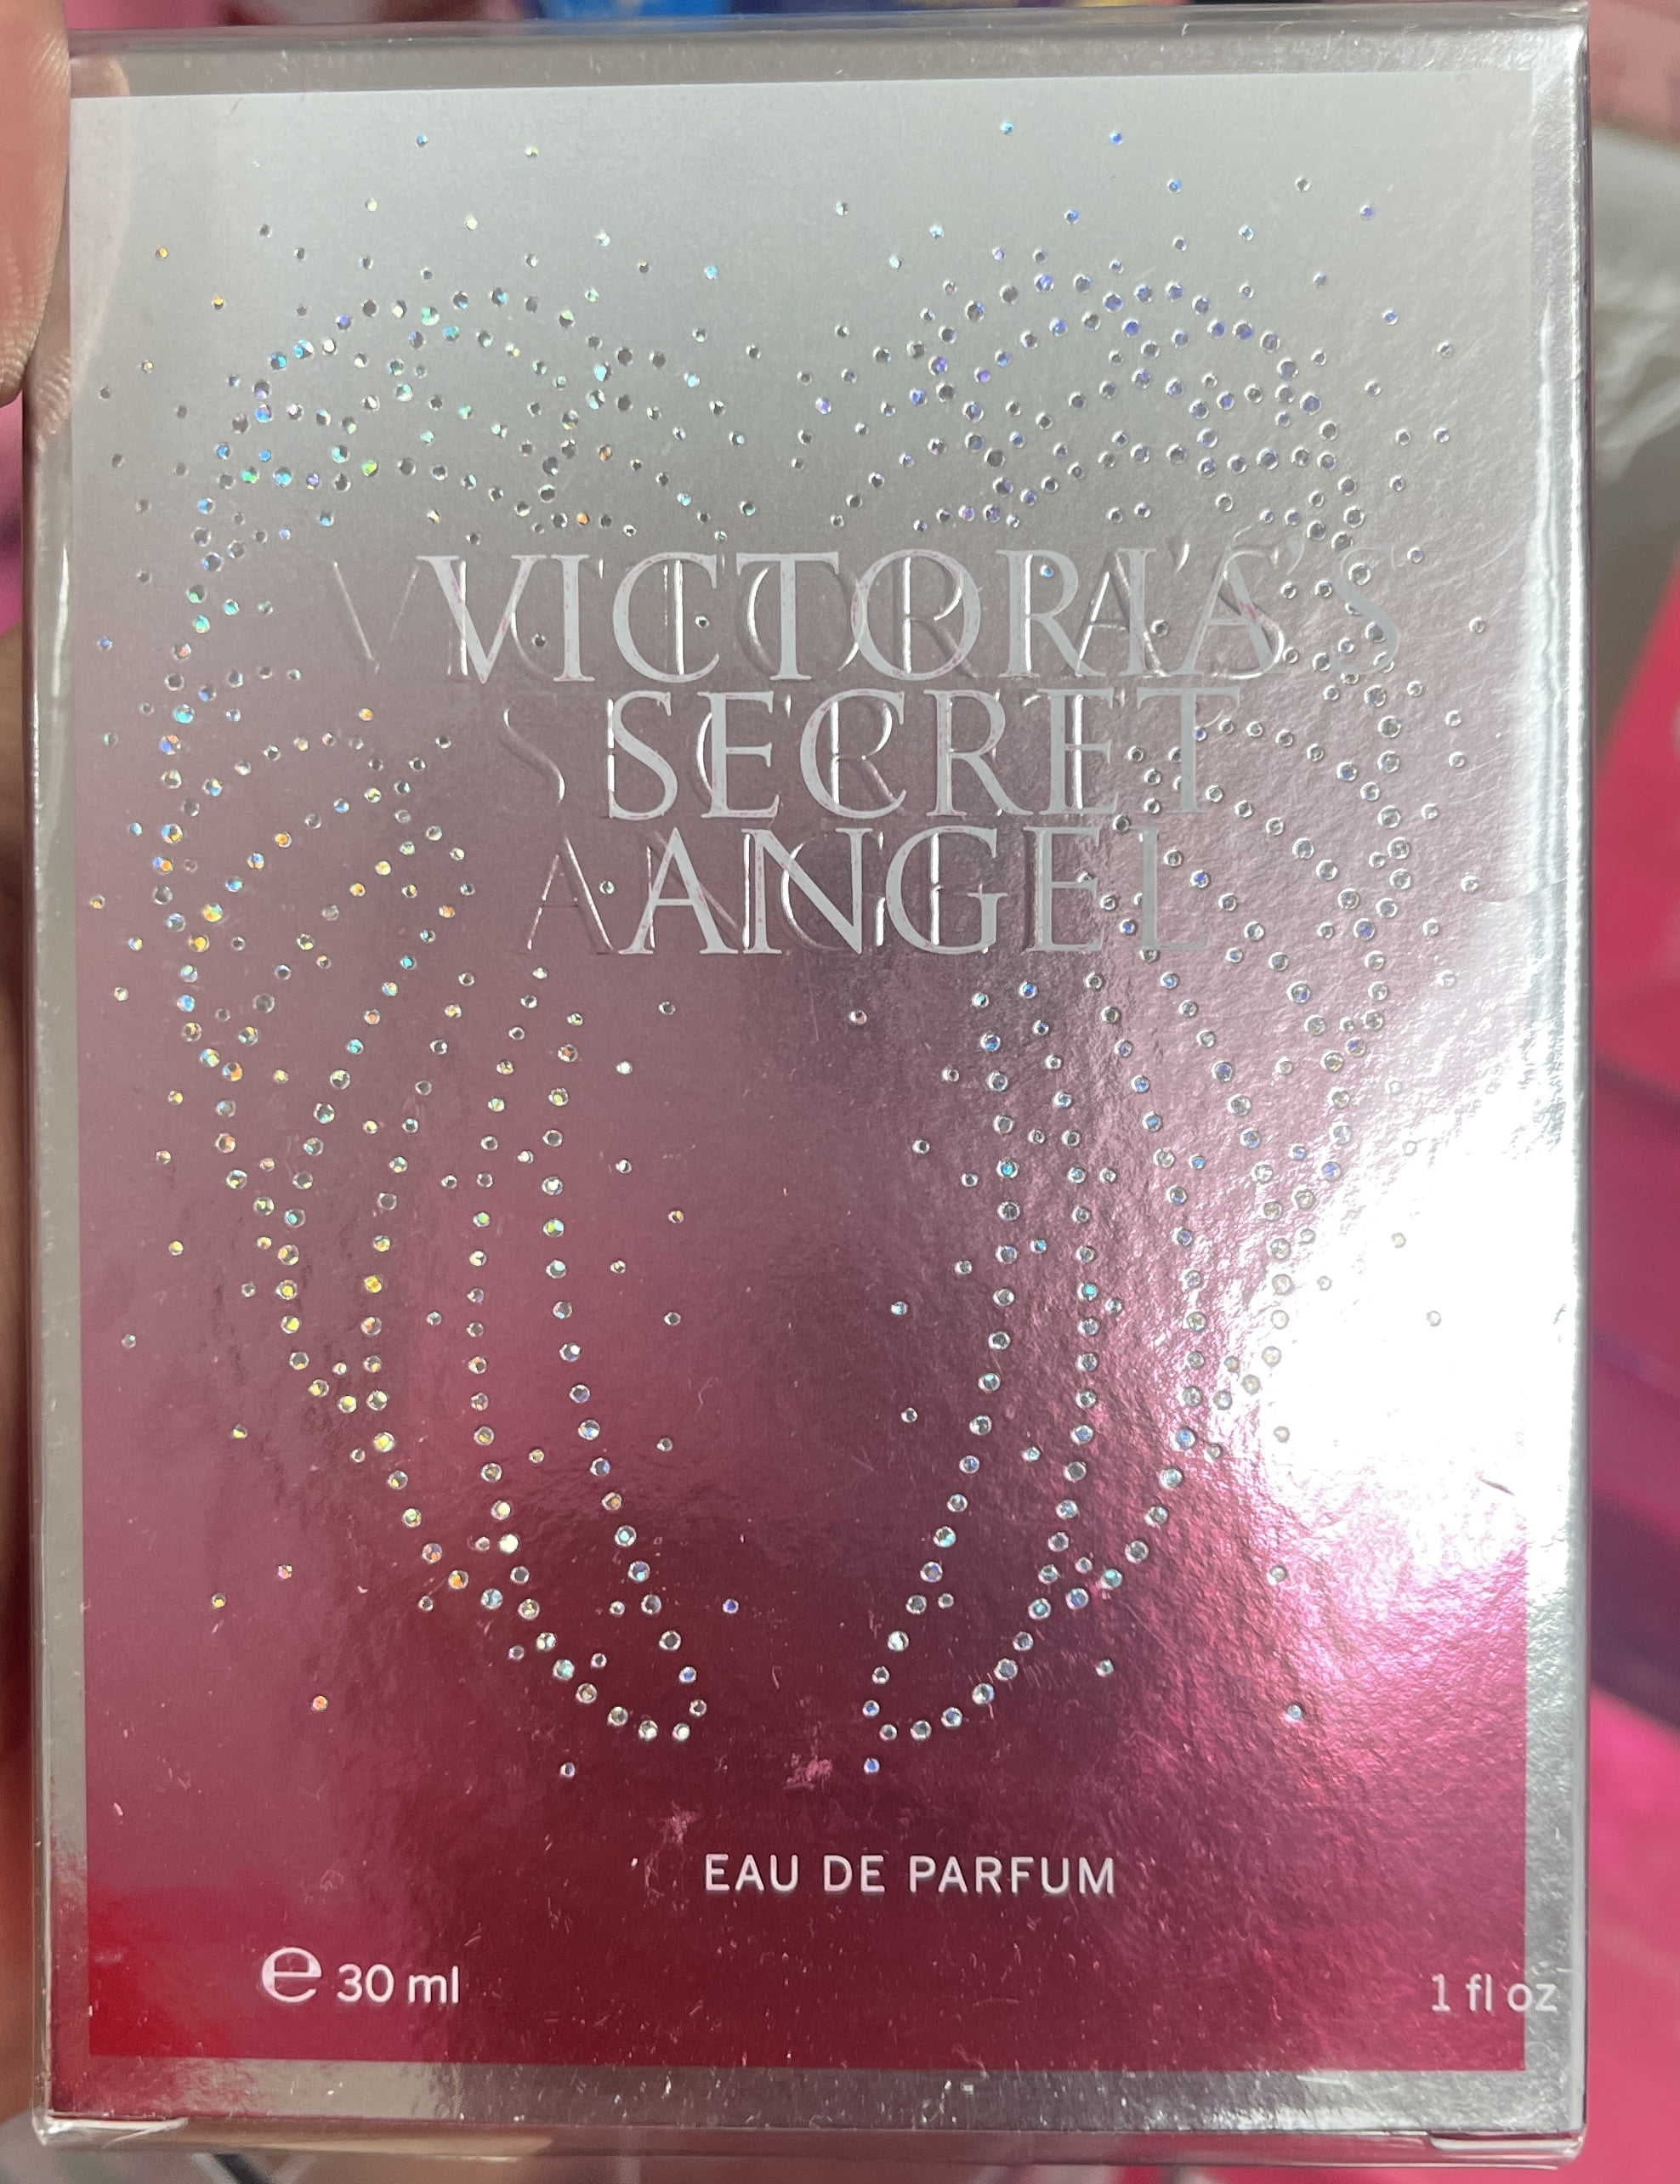 VICTORIA'S
SECRET
ANGEL
EAU DE PARFUM
℮ 30 ml
1 fl oz